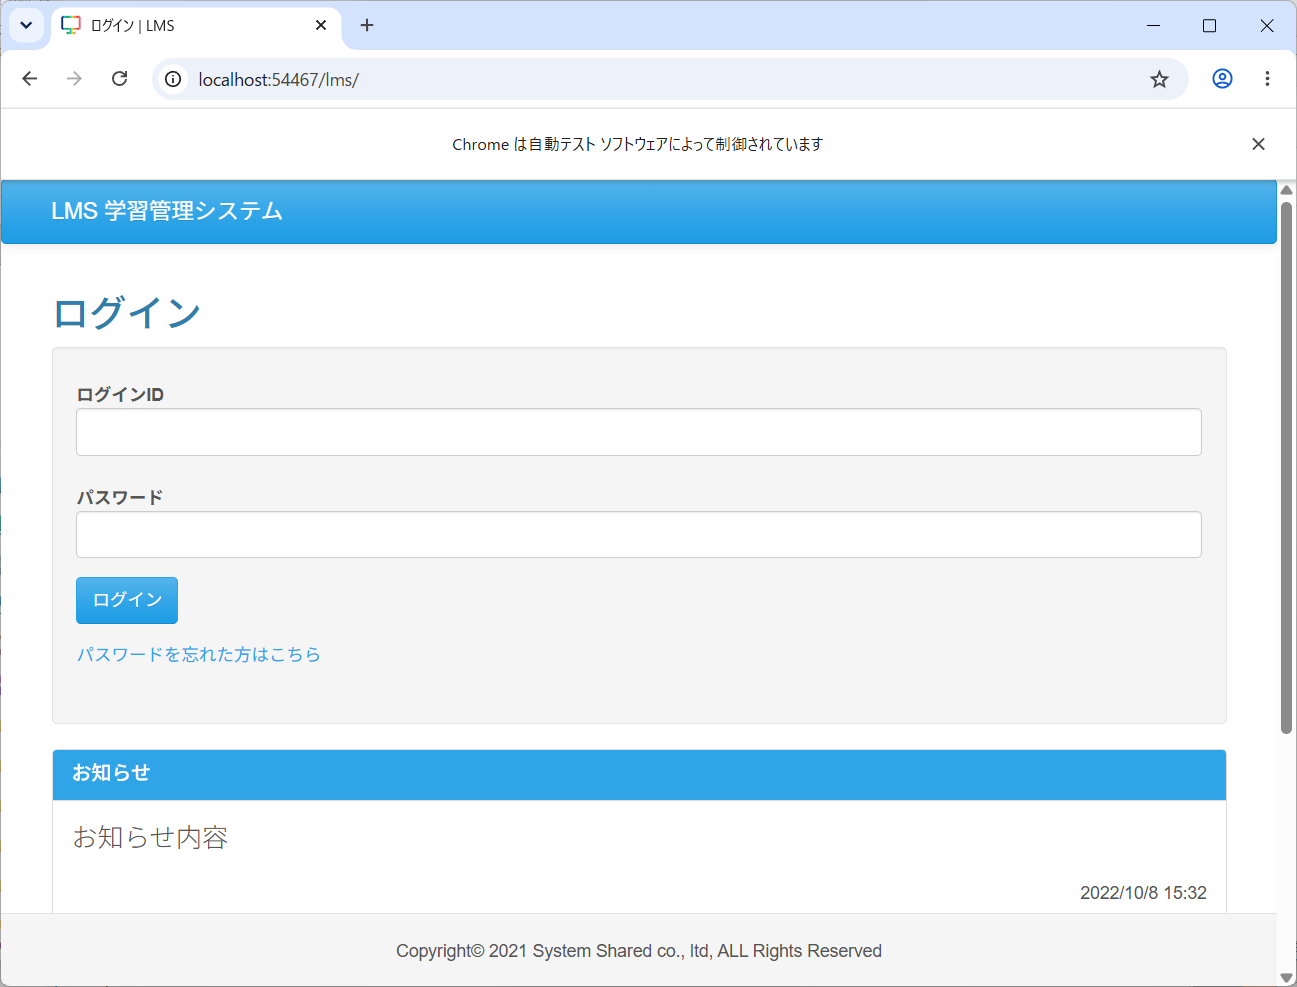 ログイン | LMS
localhost:54467/lms/
Chrome は自動テスト ソフトウェアによって制御されています
LMS 学習管理システム
ログイン
ログインID
パスワード
ログイン
パスワードを忘れた方はこちら
お知らせ
お知らせ内容
2022/10/8 15:32
Copyright© 2021 System Shared co., ltd, ALL Rights Reserved